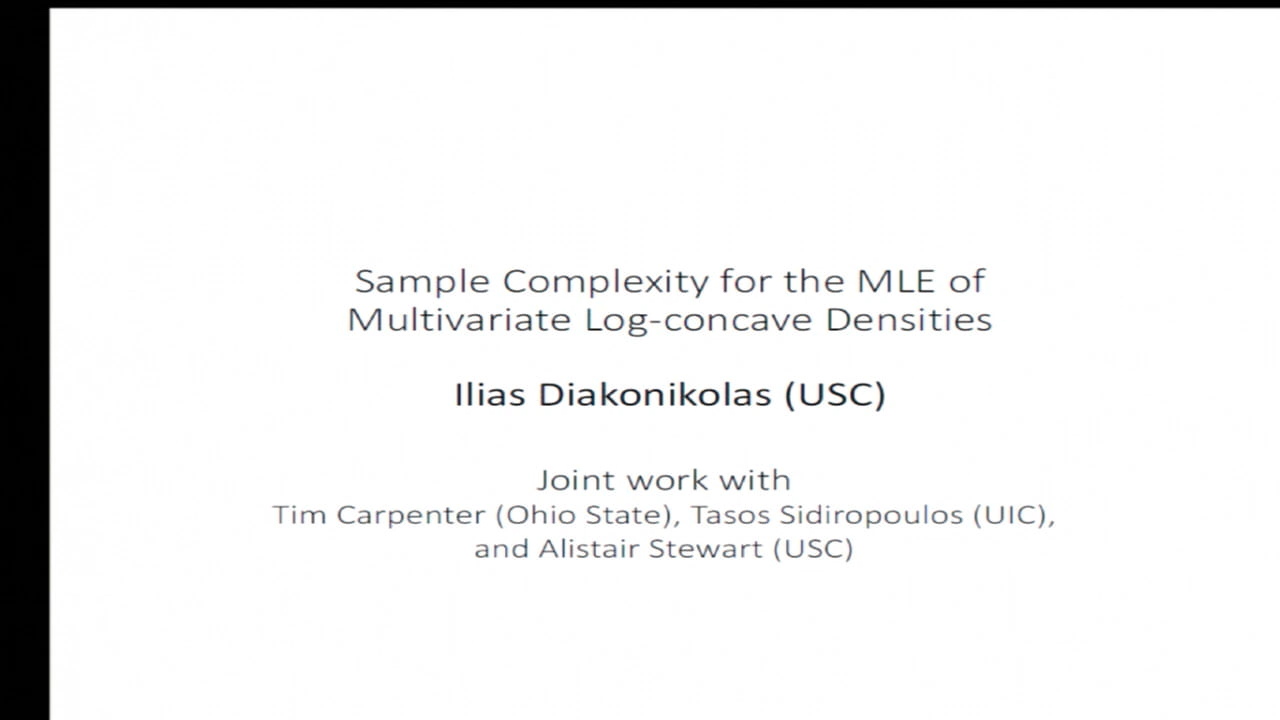 Sample Complexity for the MLE of
Multivariate Log-concave Densities
Ilias Diakonikolas (USC)
Joint work with
Tim Carpenter (Ohio State), Tasos Sidiropoulos (UIC),
and Alistair Stewart (USC)